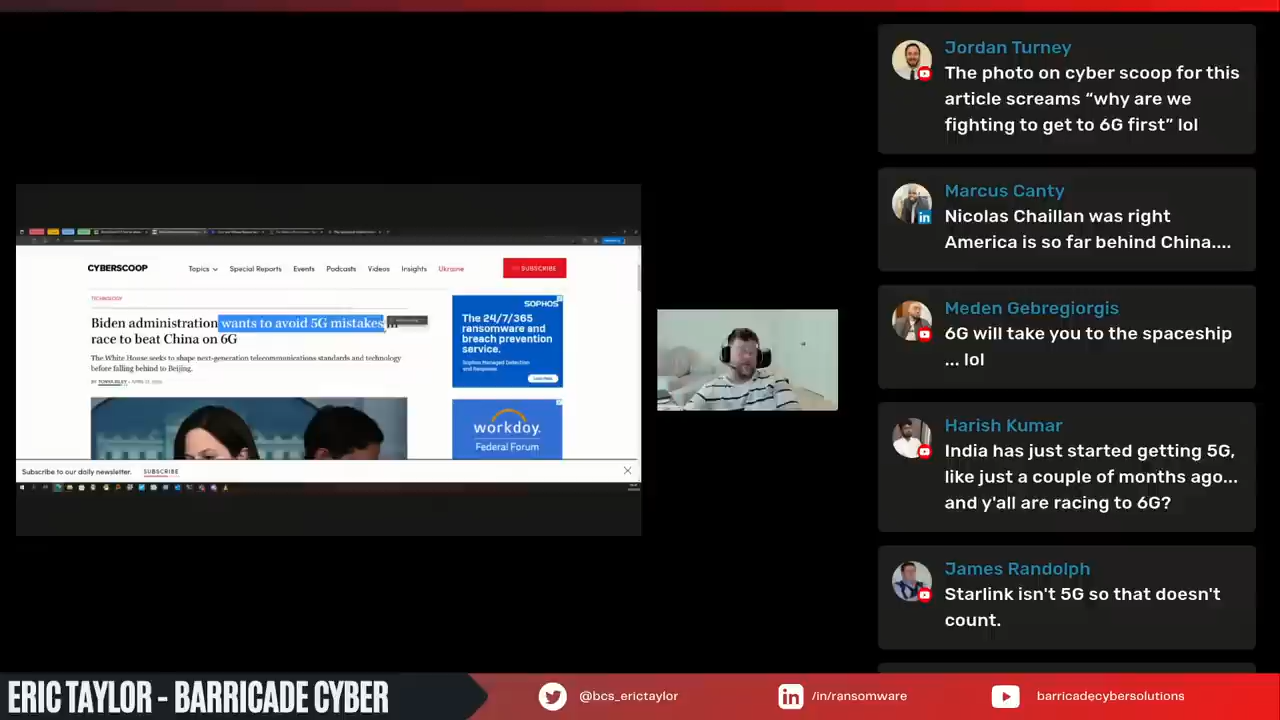 CYBERSCOOP
Topics
Special Reports
Events
Podcasts
Videos
Insights
Ukraine
SUBSCRIBE
TECHNOLOGY
Biden administration wants to avoid 5G mistakes in
race to beat China on 6G
The White House seeks to shape next-generation telecommunications standards and technology
before falling behind to Beijing.
SOPHOS
The 24/7/365
ransomware and
breach prevention
service.
Sophos Managed Detection
and Response
Learn More
workday.
Federal Forum
Subscribe to our daily newsletter.
SUBSCRIBE
Jordan Turney
The photo on cyber scoop for this
article screams “why are we
fighting to get to 6G first” lol
Marcus Canty
Nicolas Chaillan was right
America is so far behind China....
Meden Gebregiorgis
6G will take you to the spaceship
... lol
Harish Kumar
India has just started getting 5G,
like just a couple of months ago...
and y'all are racing to 6G?
James Randolph
Starlink isn't 5G so that doesn't
count.
ERIC TAYLOR - BARRICADE CYBER
@bcs_erictaylor
/in/ransomware
barricadecybersolutions